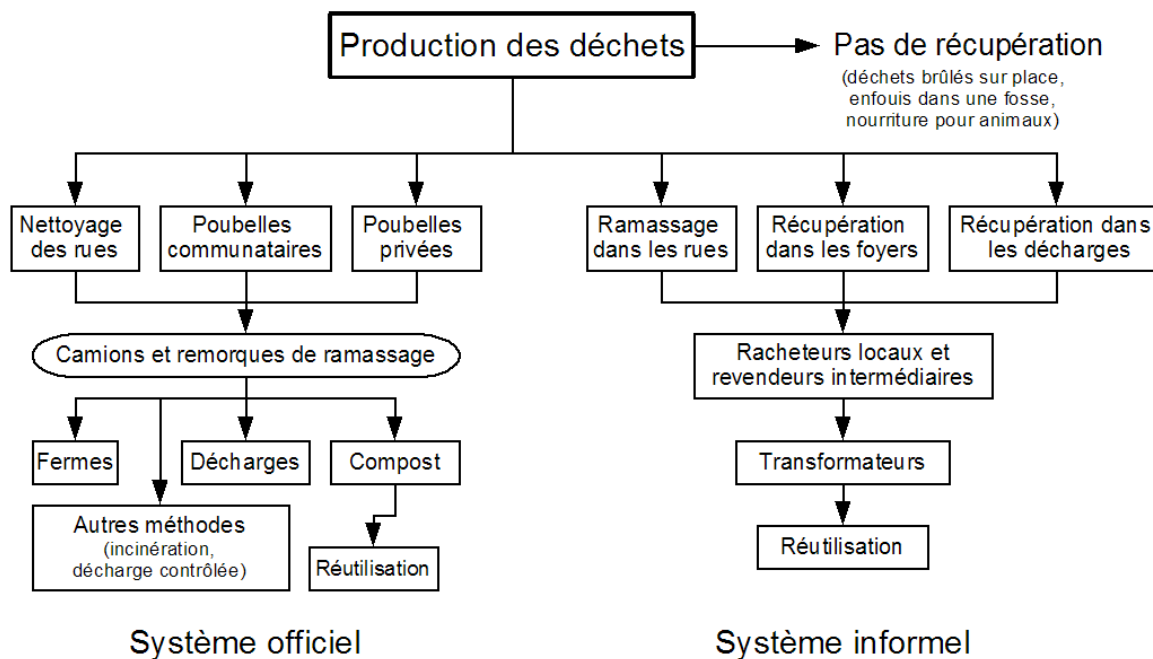 Production des déchets
Pas de récupération
(déchets brûlés sur place,
enfouis dans une fosse,
nourriture pour animaux)
Nettoyage
des rues
Poubelles
communataires
Poubelles
privées
Ramassage
dans les rues
Récupération
dans les foyers
Récupération dans
les décharges
Camions et remorques de ramassage
Racheteurs locaux et
revendeurs intermédiaires
Fermes
Décharges
Compost
Transformateurs
Autres méthodes
(incinération,
décharge contrôlée)
Réutilisation
Réutilisation
Système officiel
Système informel